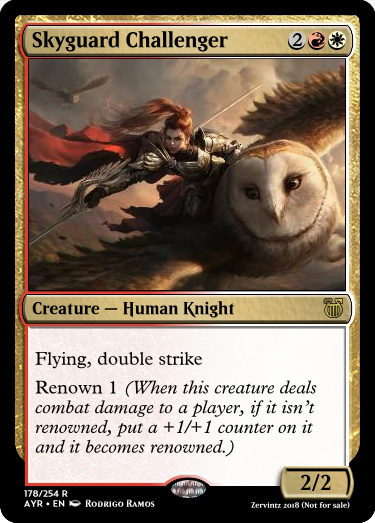 Skyguard Challenger 2
Creature — Human Knight
Flying, double strike
Renown 1 (When this creature deals
combat damage to a player, if it isn't
renowned, put a +1/+1 counter on it
and it becomes renowned.)
2/2
178/254 R
AYR • EN Rodrigo Ramos
Zervintz 2018 (Not for sale)